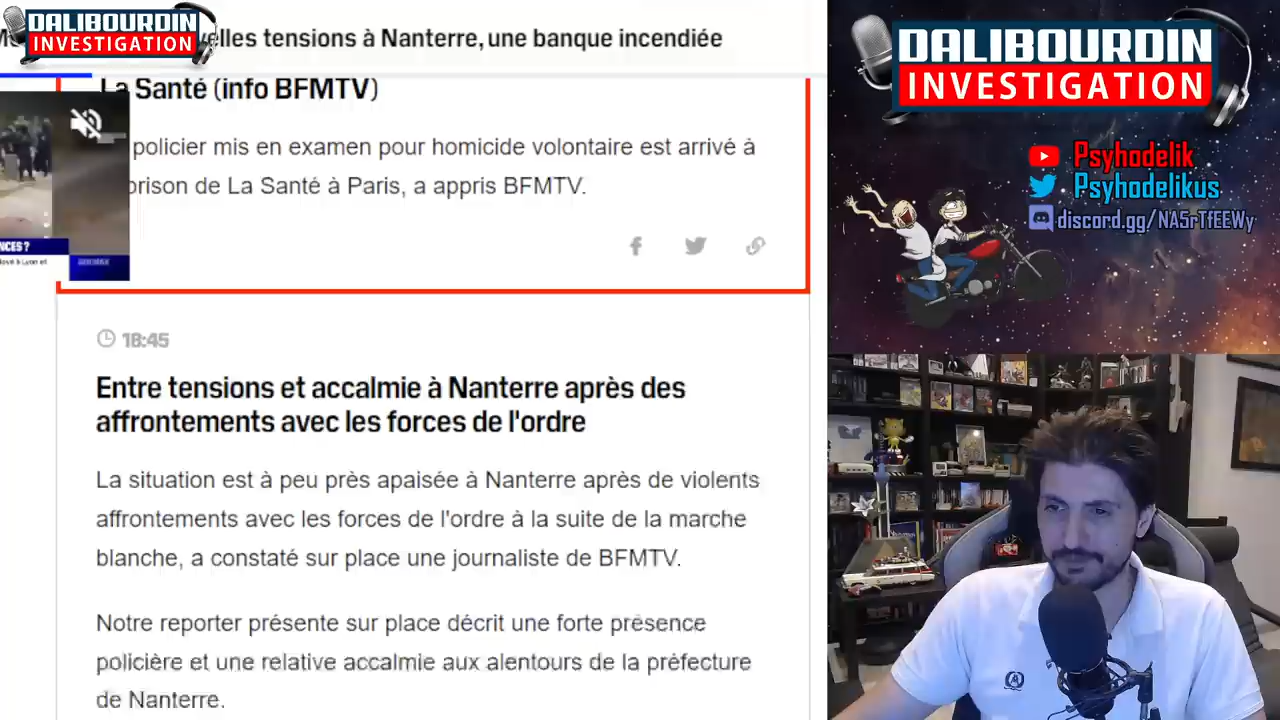 DALIBOURDIN
INVESTIGATION
elles tensions à Nanterre, une banque incendiée
La Santé (info BFMTV)
policier mis en examen pour homicide volontaire est arrivé à
prison de La Santé à Paris, a appris BFMTV.
NCES ?
18:45
Entre tensions et accalmie à Nanterre après des
affrontements avec les forces de l'ordre
La situation est à peu près apaisée à Nanterre après de violents
affrontements avec les forces de l'ordre à la suite de la marche
blanche, a constaté sur place une journaliste de BFMTV.
Notre reporter présente sur place décrit une forte présence
policière et une relative accalmie aux alentours de la préfecture
de Nanterre.
DALIBOURDIN
INVESTIGATION
Psyhodelik
Psyhodelikus
discord.gg/NA5rTfEEWy